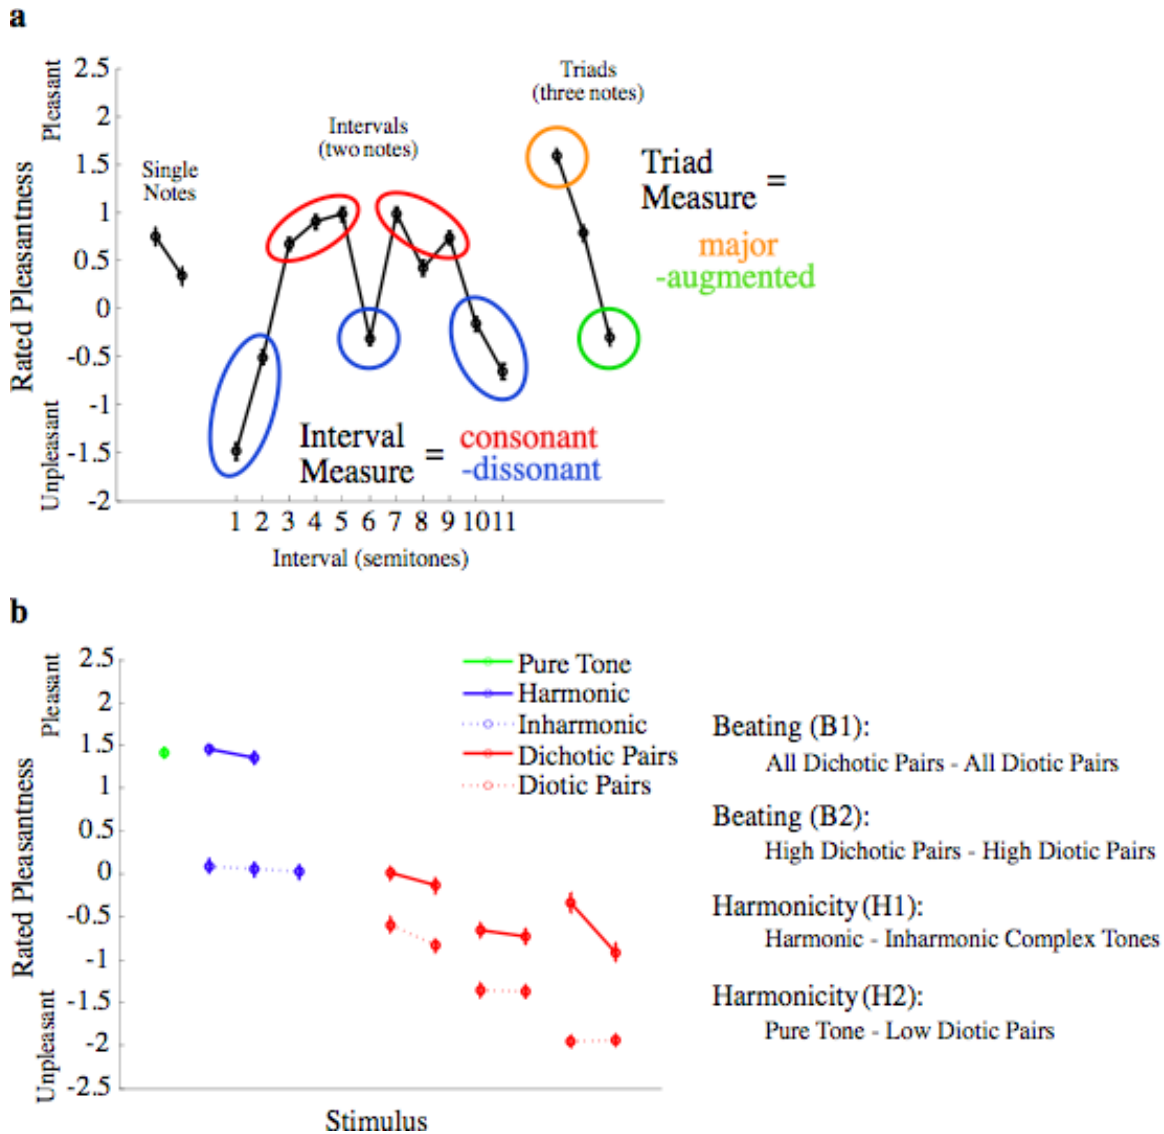 a
Pleasant
Rated Pleasantness
Unpleasant
2.5
2
1.5
1
0.5
0
-0.5
-1
-1.5
-2
Single
Notes
Intervals
(two notes)
Triads
(three notes)
Triad
Measure =
major
-augmented
Interval
Measure = consonant
-dissonant
1 2 3 4 5 6 7 8 9 10 11
Interval (semitones)
b
Pleasant
Rated Pleasantness
Unpleasant
2.5
2
1.5
1
0.5
0
-0.5
-1
-1.5
-2
-2.5
Pure Tone
Harmonic
Inharmonic
Dichotic Pairs
Diotic Pairs
Stimulus
Beating (B1):
All Dichotic Pairs - All Diotic Pairs
Beating (B2):
High Dichotic Pairs - High Diotic Pairs
Harmonicity (H1):
Harmonic - Inharmonic Complex Tones
Harmonicity (H2):
Pure Tone - Low Diotic Pairs